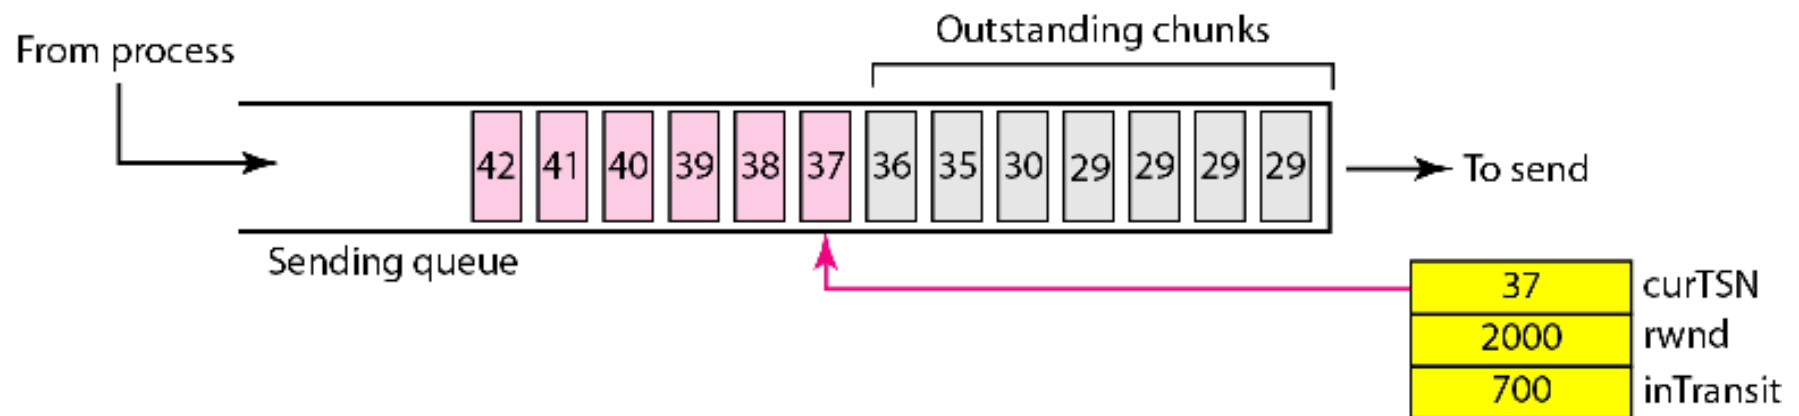 Outstanding chunks
From process
42 41 40 39 38 37 36 35 30 29 29 29 29
To send
Sending queue
37 curTSN
2000 rwnd
700 inTransit